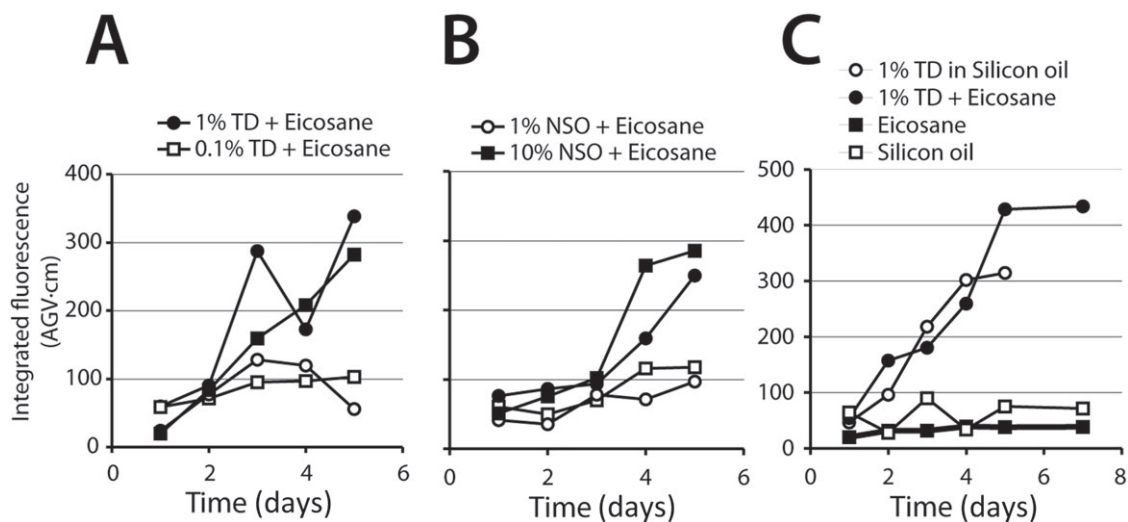 A
B
C
1% TD + Eicosane
0.1% TD + Eicosane
1% NSO + Eicosane
10% NSO + Eicosane
1% TD in Silicon oil
1% TD + Eicosane
Eicosane
Silicon oil
Integrated fluorescence
(AGV·cm)
400
300
200
100
0
0 2 4 6
Time (days)
0 2 4 6
Time (days)
500
400
300
200
100
0
0 2 4 6 8
Time (days)